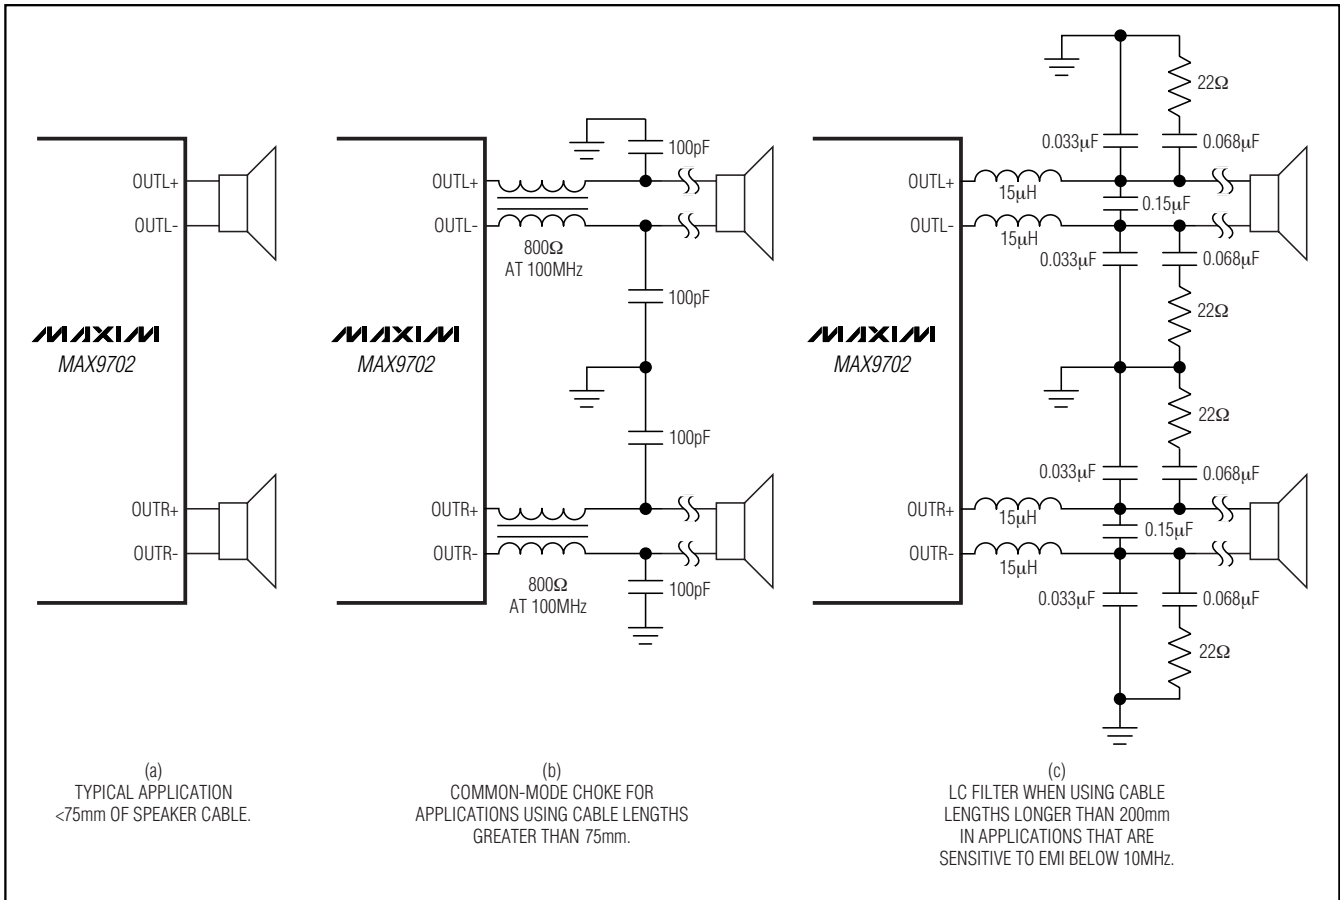 OUTL+
OUTL-
MAXIM
MAX9702
OUTR+
OUTR-
(a)
TYPICAL APPLICATION
<75mm OF SPEAKER CABLE.
100pF
OUTL+
OUTL-
800Ω
AT 100MHz
100pF
MAXIM
MAX9702
100pF
OUTR+
OUTR-
800Ω
AT 100MHz
100pF
(b)
COMMON-MODE CHOKE FOR
APPLICATIONS USING CABLE LENGTHS
GREATER THAN 75mm.
22Ω
0.033μF
0.068μF
OUTL+
15μH
0.15μF
OUTL-
15μH
0.033μF
0.068μF
22Ω
MAXIM
MAX9702
22Ω
0.033μF
0.068μF
OUTR+
15μH
0.15μF
OUTR-
15μH
0.033μF
0.068μF
22Ω
(c)
LC FILTER WHEN USING CABLE
LENGTHS LONGER THAN 200mm
IN APPLICATIONS THAT ARE
SENSITIVE TO EMI BELOW 10MHz.